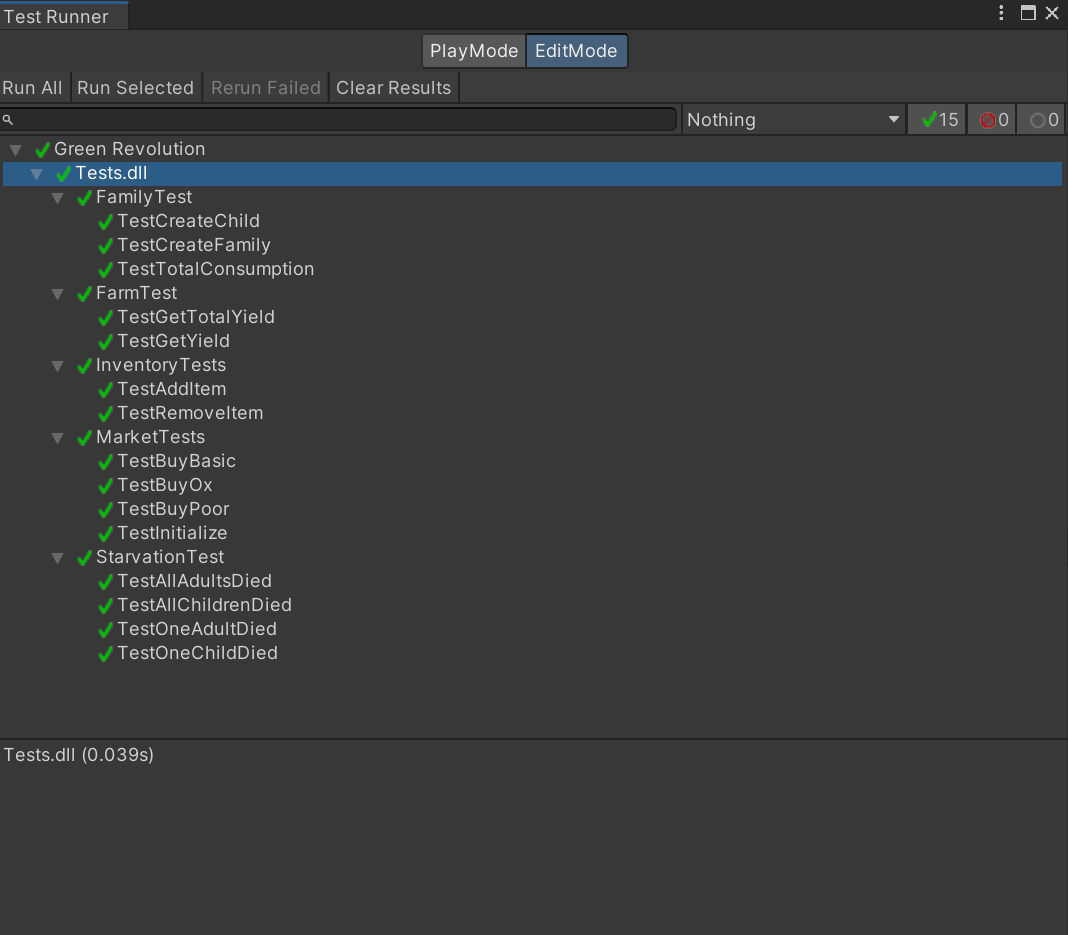 Test Runner
PlayMode EditMode
Run All Run Selected Rerun Failed Clear Results
Nothing 15 0 0
Green Revolution
Tests.dll
FamilyTest
TestCreateChild
TestCreateFamily
TestTotalConsumption
FarmTest
TestGetTotalYield
TestGetYield
InventoryTests
TestAddItem
TestRemoveItem
MarketTests
TestBuyBasic
TestBuyOx
TestBuyPoor
TestInitialize
StarvationTest
TestAllAdultsDied
TestAllChildrenDied
TestOneAdultDied
TestOneChildDied
Tests.dll (0.039s)